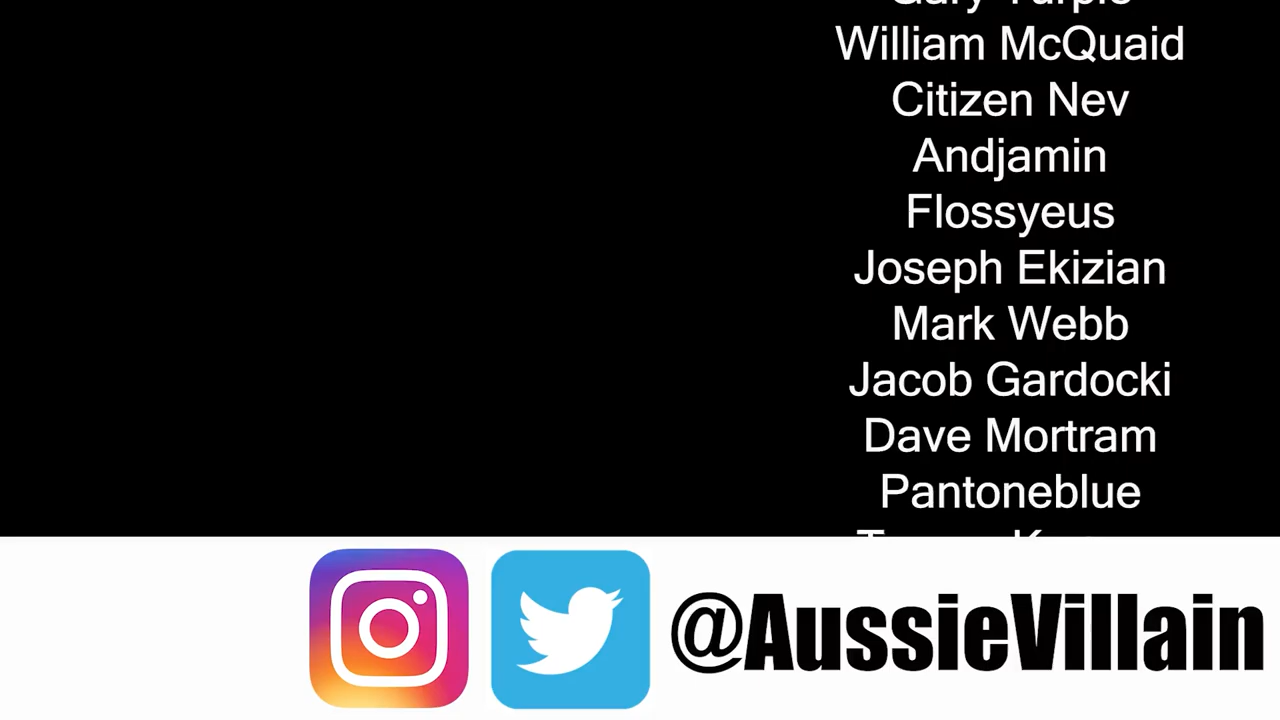 William McQuaid
Citizen Nev
Andjamin
Flossyeus
Joseph Ekizian
Mark Webb
Jacob Gardocki
Dave Mortram
Pantoneblue
@AussieVillain